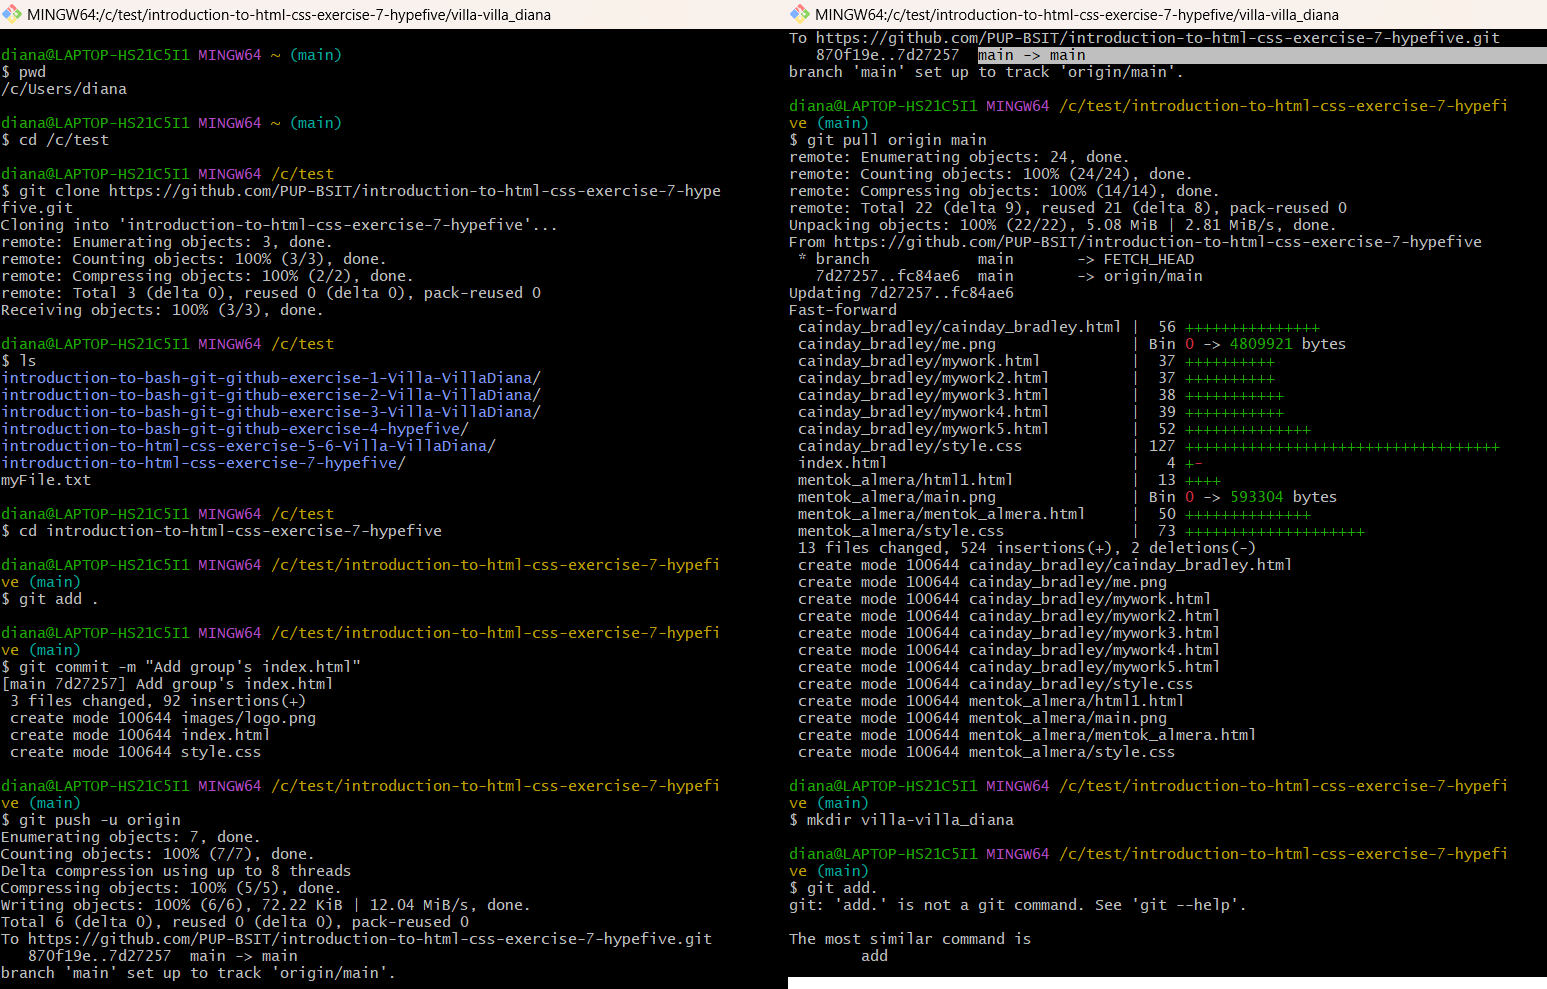 MINGW64:/c/test/introduction-to-html-css-exercise-7-hypefive/villa-villa_diana
diana@LAPTOP-HS21C5I1 MINGW64 ~ (main)
$ pwd
/c/Users/diana
diana@LAPTOP-HS21C5I1 MINGW64 ~ (main)
$ cd /c/test
diana@LAPTOP-HS21C5I1 MINGW64 /c/test
$ git clone https://github.com/PUP-BSIT/introduction-to-html-css-exercise-7-hype
five.git
Cloning into 'introduction-to-html-css-exercise-7-hypefive'...
remote: Enumerating objects: 3, done.
remote: Counting objects: 100% (3/3), done.
remote: Compressing objects: 100% (2/2), done.
remote: Total 3 (delta 0), reused 0 (delta 0), pack-reused 0
Receiving objects: 100% (3/3), done.
diana@LAPTOP-HS21C5I1 MINGW64 /c/test
$ ls
introduction-to-bash-git-github-exercise-1-Villa-VillaDiana/
introduction-to-bash-git-github-exercise-2-Villa-VillaDiana/
introduction-to-bash-git-github-exercise-3-Villa-VillaDiana/
introduction-to-bash-git-github-exercise-4-hypefive/
introduction-to-html-css-exercise-5-6-Villa-VillaDiana/
introduction-to-html-css-exercise-7-hypefive/
myFile.txt
diana@LAPTOP-HS21C5I1 MINGW64 /c/test
$ cd introduction-to-html-css-exercise-7-hypefive
diana@LAPTOP-HS21C5I1 MINGW64 /c/test/introduction-to-html-css-exercise-7-hypefi
ve (main)
$ git add .
diana@LAPTOP-HS21C5I1 MINGW64 /c/test/introduction-to-html-css-exercise-7-hypefi
ve (main)
$ git commit -m "Add group's index.html"
[main 7d27257] Add group's index.html
3 files changed, 92 insertions(+)
create mode 100644 images/logo.png
create mode 100644 index.html
create mode 100644 style.css
diana@LAPTOP-HS21C5I1 MINGW64 /c/test/introduction-to-html-css-exercise-7-hypefi
ve (main)
$ git push -u origin
Enumerating objects: 7, done.
Counting objects: 100% (7/7), done.
Delta compression using up to 8 threads
Compressing objects: 100% (5/5), done.
Writing objects: 100% (6/6), 72.22 KiB | 12.04 MiB/s, done.
Total 6 (delta 0), reused 0 (delta 0), pack-reused 0
To https://github.com/PUP-BSIT/introduction-to-html-css-exercise-7-hypefive.git
870f19e..7d27257 main -> main
branch 'main' set up to track 'origin/main'.
MINGW64:/c/test/introduction-to-html-css-exercise-7-hypefive/villa-villa_diana
To https://github.com/PUP-BSIT/introduction-to-html-css-exercise-7-hypefive.git
870f19e..7d27257 main -> main
branch 'main' set up to track 'origin/main'.
diana@LAPTOP-HS21C5I1 MINGW64 /c/test/introduction-to-html-css-exercise-7-hypefi
ve (main)
$ git pull origin main
remote: Enumerating objects: 24, done.
remote: Counting objects: 100% (24/24), done.
remote: Compressing objects: 100% (14/14), done.
remote: Total 22 (delta 9), reused 21 (delta 8), pack-reused 0
Unpacking objects: 100% (22/22), 5.08 MiB | 2.81 MiB/s, done.
From https://github.com/PUP-BSIT/introduction-to-html-css-exercise-7-hypefive
* branch main -> FETCH_HEAD
7d27257..fc84ae6 main -> origin/main
Updating 7d27257..fc84ae6
Fast-forward
cainday_bradley/cainday_bradley.html | 56 +++++++++++++++
cainday_bradley/me.png | Bin 0 -> 4809921 bytes
cainday_bradley/mywork.html | 37 ++++++++++
cainday_bradley/mywork2.html | 37 ++++++++++
cainday_bradley/mywork3.html | 38 +++++++++++
cainday_bradley/mywork4.html | 39 +++++++++++
cainday_bradley/mywork5.html | 52 ++++++++++++++
cainday_bradley/style.css | 127 +++++++++++++++++++++++++++++++++++
index.html | 4 +-
mentok_almera/html1.html | 13 ++++
mentok_almera/main.png | Bin 0 -> 593304 bytes
mentok_almera/mentok_almera.html | 50 ++++++++++++++
mentok_almera/style.css | 73 ++++++++++++++++++++
13 files changed, 524 insertions(+), 2 deletions(-)
create mode 100644 cainday_bradley/cainday_bradley.html
create mode 100644 cainday_bradley/me.png
create mode 100644 cainday_bradley/mywork.html
create mode 100644 cainday_bradley/mywork2.html
create mode 100644 cainday_bradley/mywork3.html
create mode 100644 cainday_bradley/mywork4.html
create mode 100644 cainday_bradley/mywork5.html
create mode 100644 cainday_bradley/style.css
create mode 100644 mentok_almera/html1.html
create mode 100644 mentok_almera/main.png
create mode 100644 mentok_almera/mentok_almera.html
create mode 100644 mentok_almera/style.css
diana@LAPTOP-HS21C5I1 MINGW64 /c/test/introduction-to-html-css-exercise-7-hypefi
ve (main)
$ mkdir villa-villa_diana
diana@LAPTOP-HS21C5I1 MINGW64 /c/test/introduction-to-html-css-exercise-7-hypefi
ve (main)
$ git add.
git: 'add.' is not a git command. See 'git --help'.
The most similar command is
add